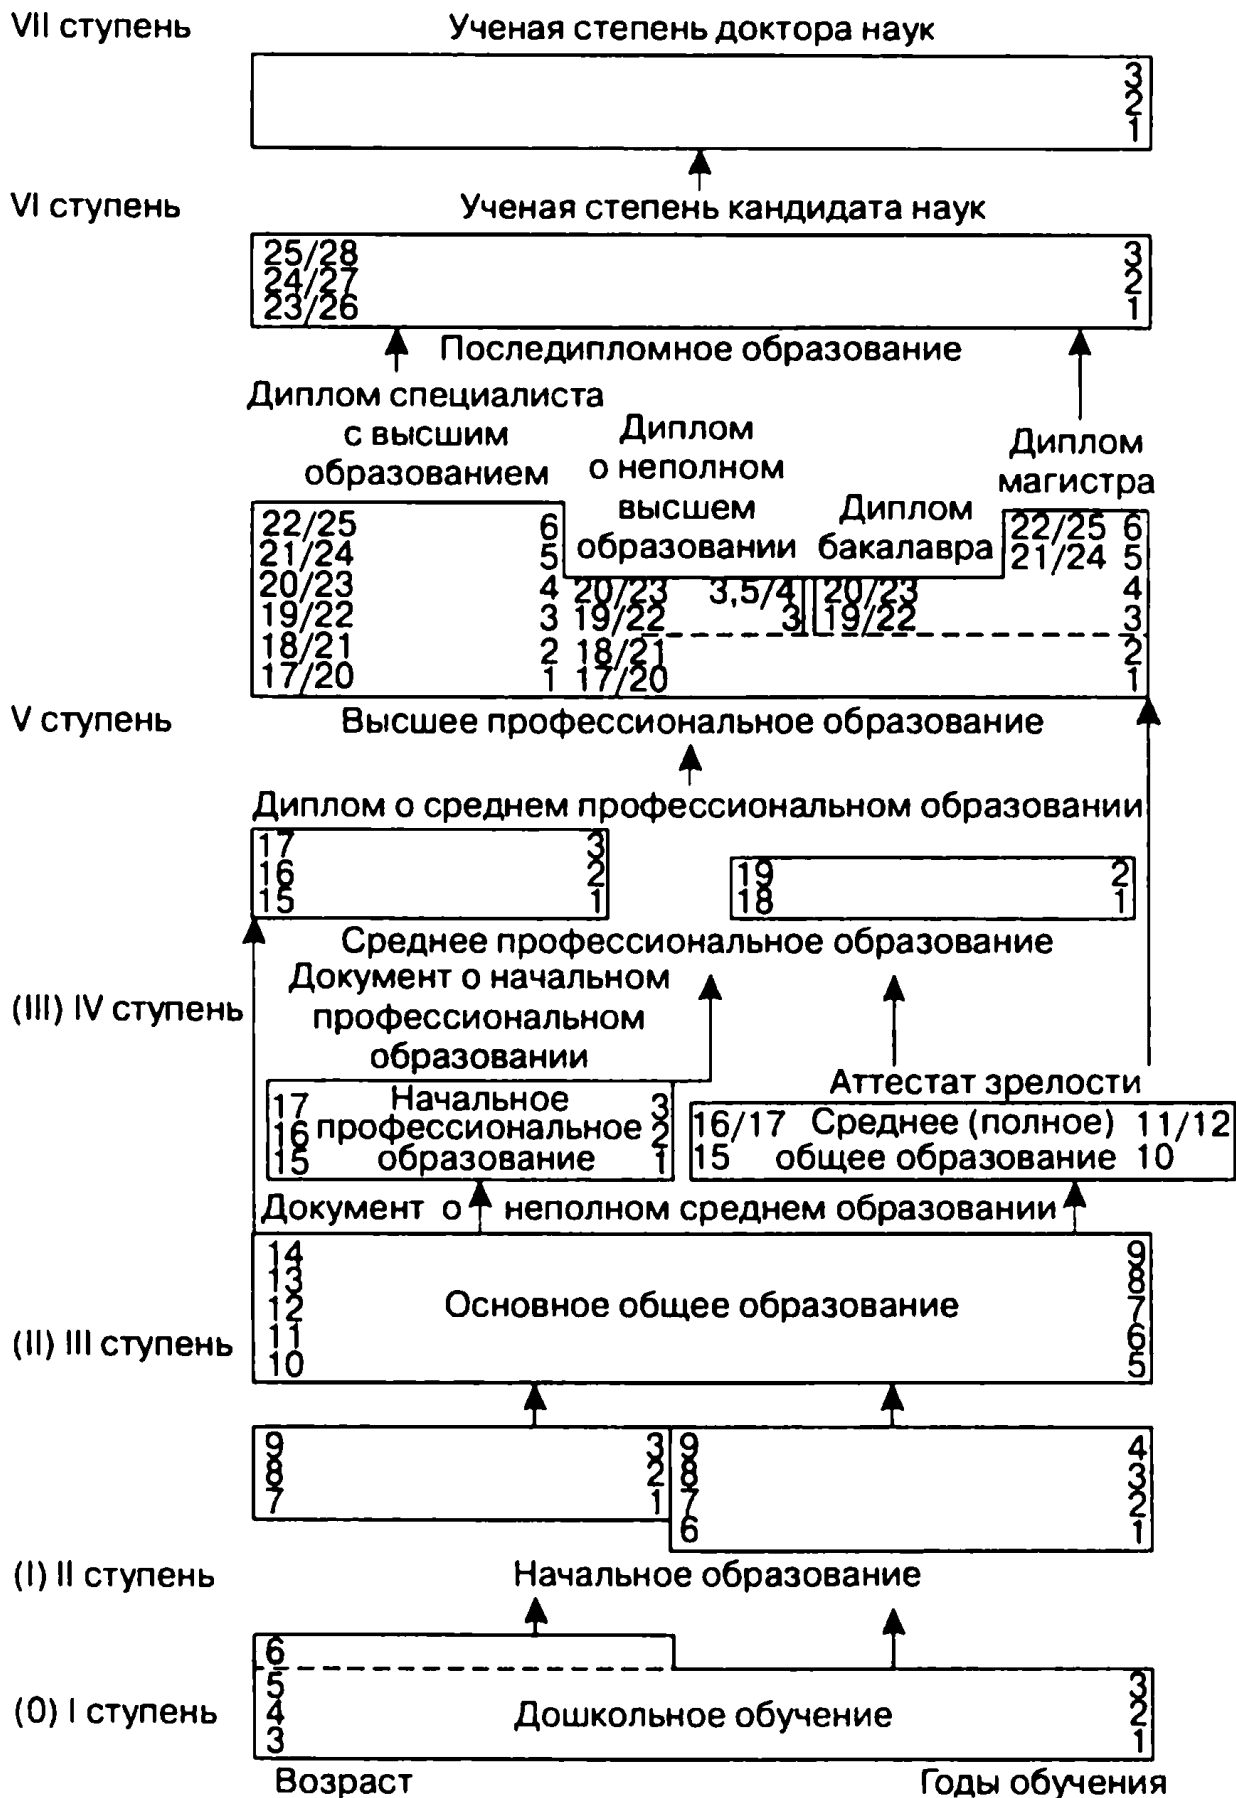 VII ступень Ученая степень доктора наук
3
2
1
VI ступень Ученая степень кандидата наук
25/28 3
24/27 2
23/26 1
Последипломное образование
Диплом специалиста
с высшим
образованием
Диплом
о неполном
высшем
образовании
Диплом
бакалавра
Диплом
магистра
22/25 6 22/25 6
21/24 5 21/24 5
20/23 4 20/23 3,5/4 20/23 4
19/22 3 19/22 3 19/22 3
18/21 2 18/21 2
17/20 1 17/20 1
V ступень Высшее профессиональное образование
Диплом о среднем профессиональном образовании
17 3
16 2 19 2
15 1 18 1
Среднее профессиональное образование
(III) IV ступень
Документ о начальном
профессиональном
образовании
Аттестат зрелости
17 Начальное 3
16 профессиональное 2
15 образование 1
16/17 Среднее (полное) 11/12
15 общее образование 10
Документ о неполном среднем образовании
14 9
13 8
12 Основное общее образование 7
11 6
10 5
(II) III ступень
9 3 9 4
8 2 8 3
7 1 7 2
6 1
(I) II ступень Начальное образование
6
5 3
(0) I ступень 4 Дошкольное обучение 2
3 1
Возраст Годы обучения